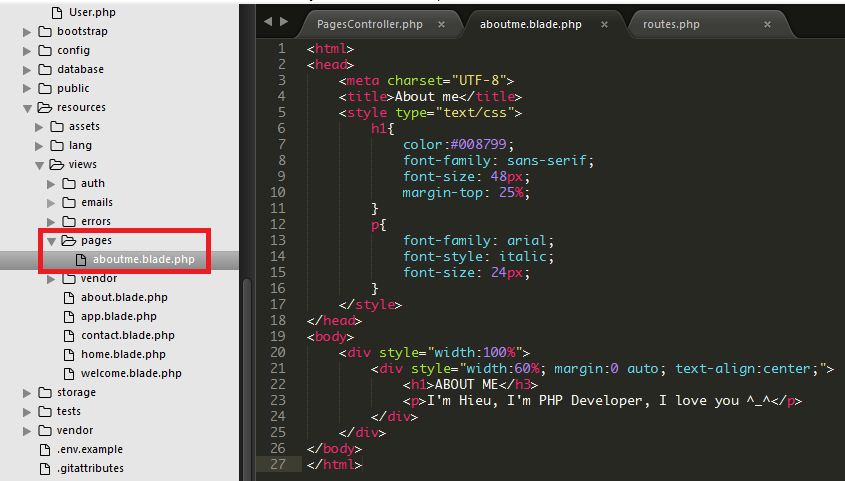 User.php
bootstrap
config
database
public
resources
assets
lang
views
auth
emails
errors
pages
aboutme.blade.php
vendor
about.blade.php
app.blade.php
contact.blade.php
home.blade.php
welcome.blade.php
storage
tests
vendor
.env.example
.gitattributes
PagesController.php × aboutme.blade.php × routes.php ×
1 <html>
2 <head>
3 <meta charset="UTF-8">
4 <title>About me</title>
5 <style type="text/css">
6 h1{
7 color:#008799;
8 font-family: sans-serif;
9 font-size: 48px;
10 margin-top: 25%;
11 }
12 p{
13 font-family: arial;
14 font-style: italic;
15 font-size: 24px;
16 }
17 </style>
18 </head>
19 <body>
20 <div style="width:100%">
21 <div style="width:60%; margin:0 auto; text-align:center;">
22 <h1>ABOUT ME</h3>
23 <p>I'm Hieu, I'm PHP Developer, I love you ^_^</p>
24 </div>
25 </div>
26 </body>
27 </html>